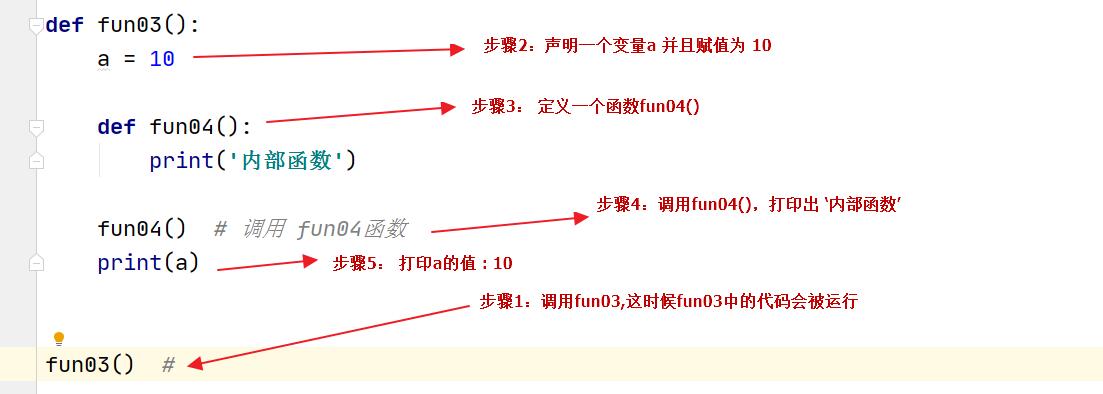 def fun03():
a = 10
步骤2：声明一个变量a 并且赋值为 10
步骤3： 定义一个函数fun04()
def fun04():
print('内部函数')
步骤4：调用fun04()，打印出 ‘内部函数’
fun04()  # 调用 fun04函数
print(a)
步骤5： 打印a的值 : 10
步骤1：调用fun03,这时候fun03中的代码会被运行
fun03()  #